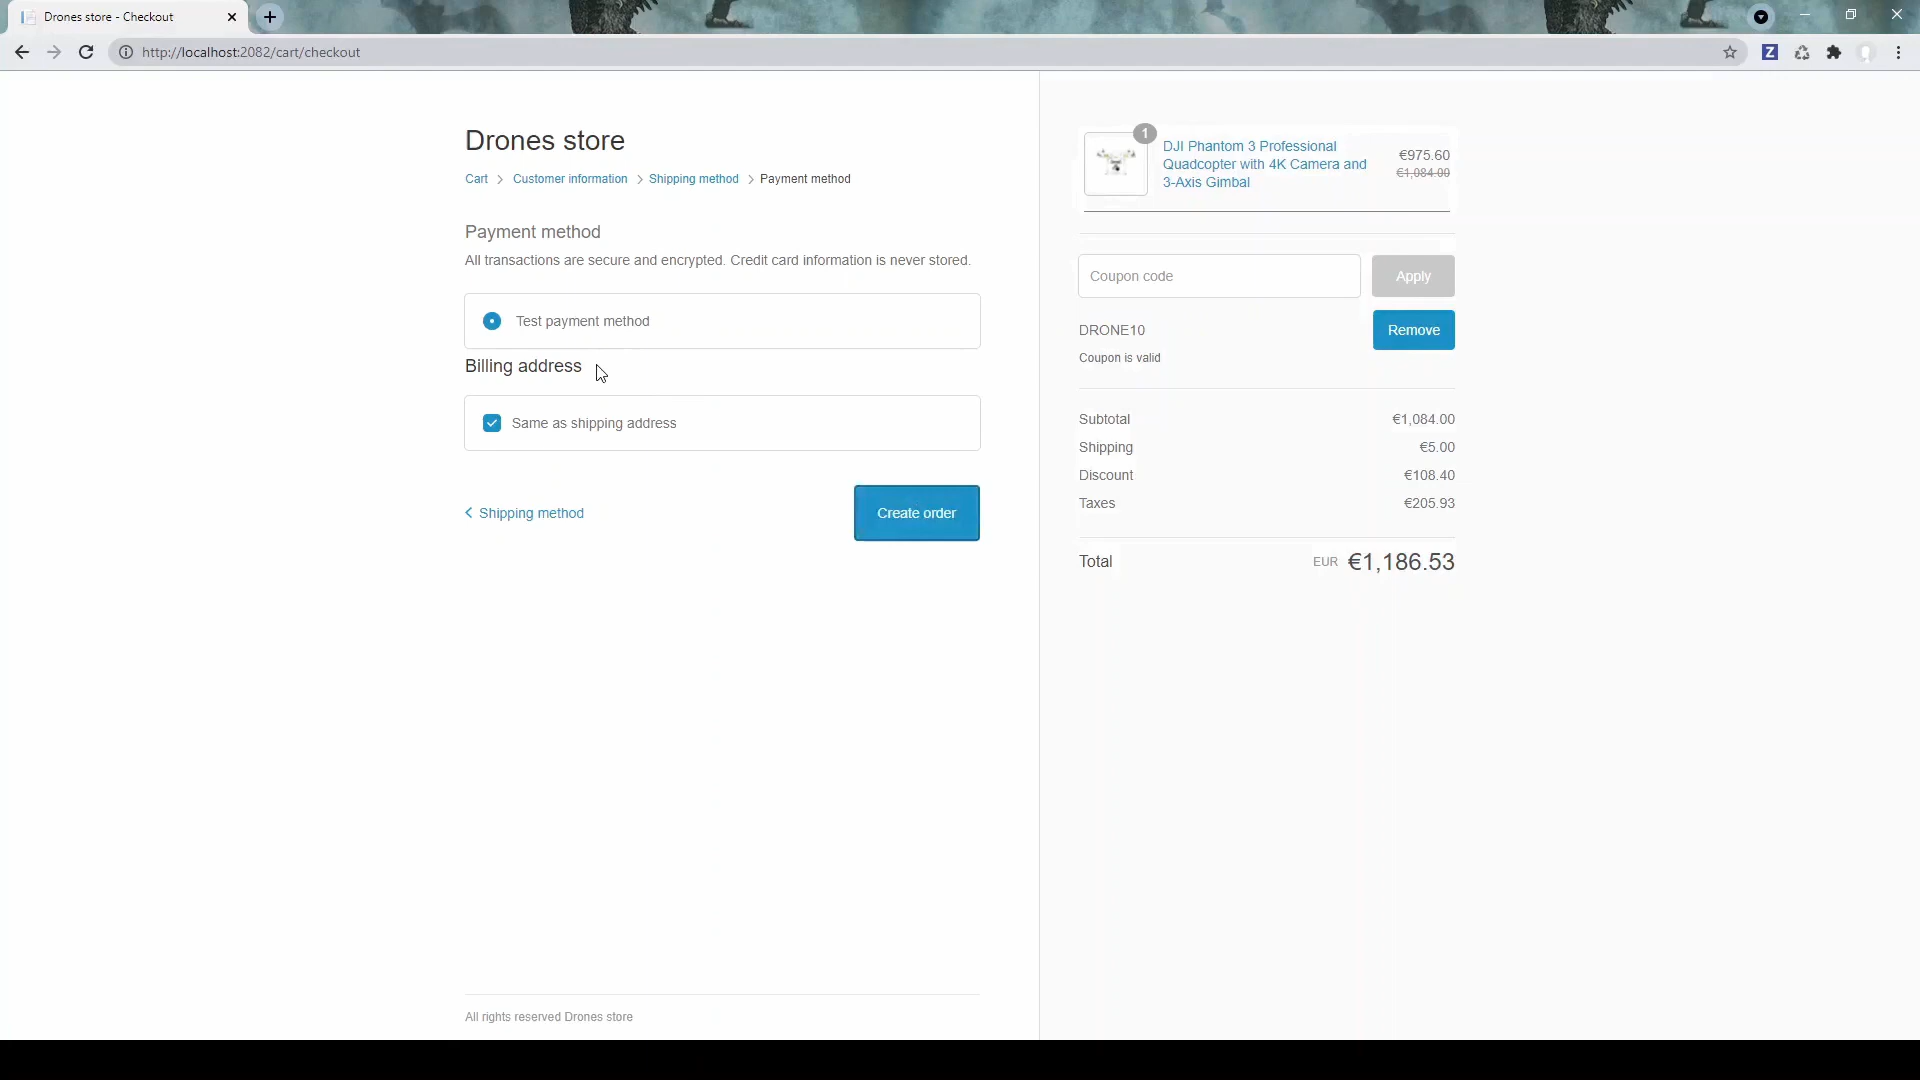 Drones store - Checkout
http://localhost:2082/cart/checkout
Z
Drones store
Cart > Customer information > Shipping method > Payment method
Payment method
All transactions are secure and encrypted. Credit card information is never stored.
Test payment method
Billing address
Same as shipping address
< Shipping method
Create order
All rights reserved Drones store
1
DJI Phantom 3 Professional
Quadcopter with 4K Camera and
3-Axis Gimbal
€975.60
€1,084.00
Coupon code
Apply
DRONE10
Remove
Coupon is valid
Subtotal €1,084.00
Shipping €5.00
Discount €108.40
Taxes €205.93
Total EUR €1,186.53